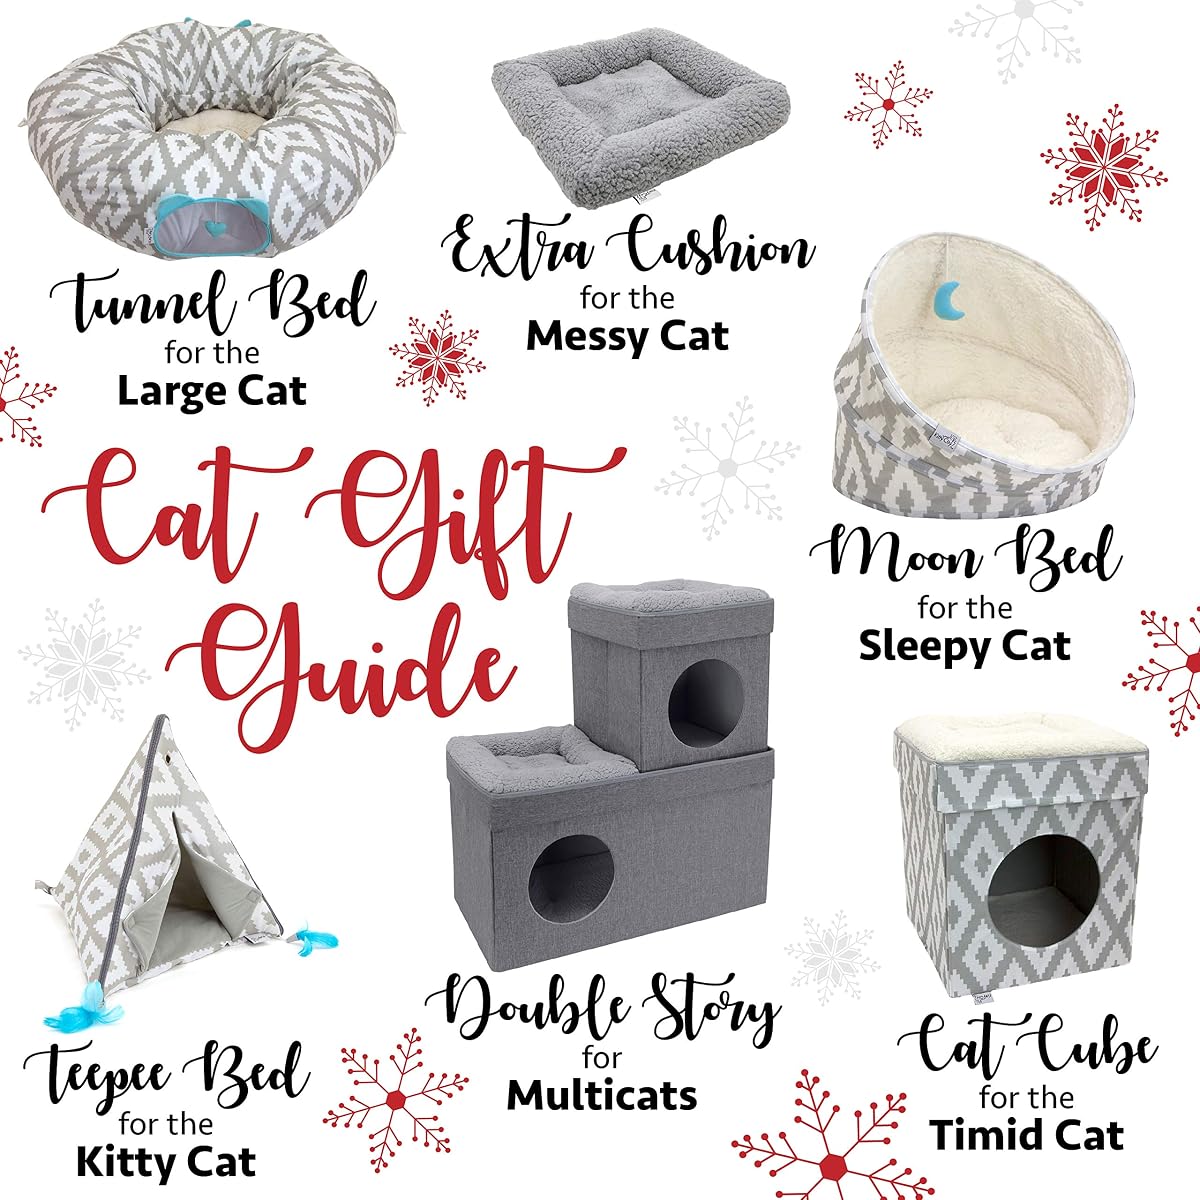 Tunnel Bed
for the
Large Cat
Extra Cushion
for the
Messy Cat
Moon Bed
for the
Sleepy Cat
Cat Gift
Guide
Teepee Bed
for the
Kitty Cat
Double Story
for
Multicats
Cat Cube
for the
Timid Cat